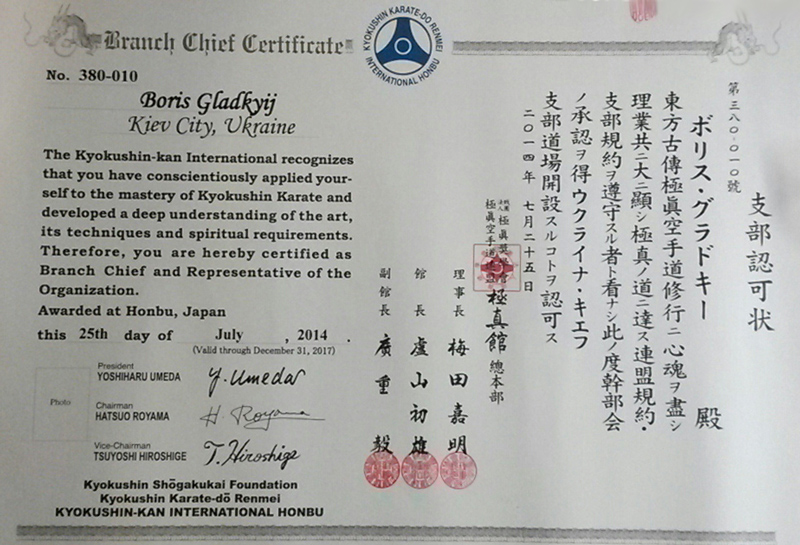 Branch Chief Certificate
KYOKUSHIN KARATE-DO RENMEI
INTERNATIONAL HONBU
No. 380-010
Boris Gladkyij
Kiev City, Ukraine
The Kyokushin-kan International recognizes
that you have conscientiously applied your-
self to the mastery of Kyokushin Karate and
developed a deep understanding of the art,
its techniques and spiritual requirements.
Therefore, you are hereby certified as
Branch Chief and Representative of the
Organization.
Awarded at Honbu, Japan
this 25th day of July , 2014 .
(Valid through December 31, 2017)
Photo
President
YOSHIHARU UMEDA
Y. Umeda
Chairman
HATSUO ROYAMA
H Royama
Vice-Chairman
TSUYOSHI HIROSHIGE
T. Hiroshige
Kyokushin Shōgakukai Foundation
Kyokushin Karate-dō Renmei
KYOKUSHIN-KAN INTERNATIONAL HONBU
支部認可状
第三八〇-〇一〇號
ボリス・グラドキー 殿
東方古傳極眞空手道修行ニ心魂ヲ盡シ
理業共ニ大ニ顯シ極真ノ道ニ達ス連盟規約・
支部規約ヲ遵守スル者ト看ナシ此ノ度幹部会
ノ承認ヲ得ウクライナ・キエフ
支部道場開設スルコトヲ認可ス
二〇一四年 七月二十五日
極真館 總本部
理事長 梅田嘉明
館長 盧山初雄
副館長 廣重毅